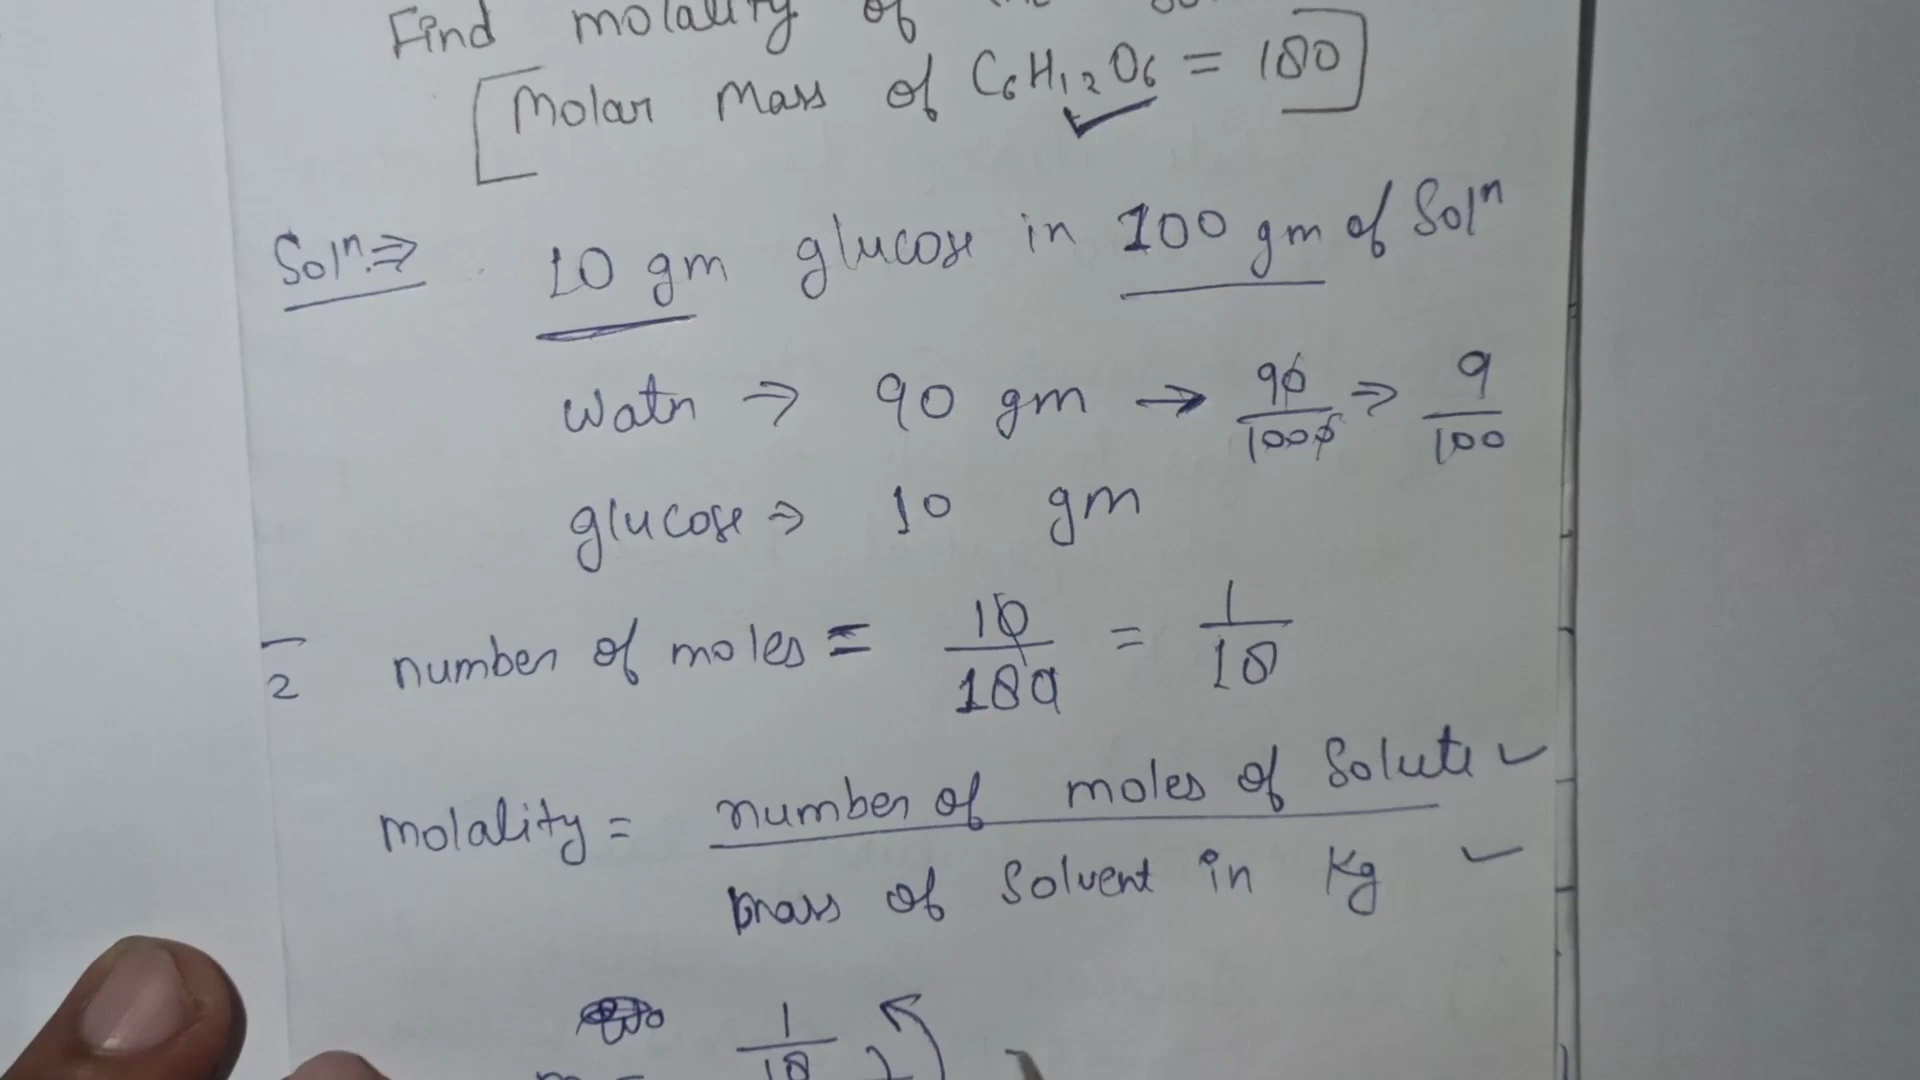 Find molality of the
[Molar Mass of C6H12O6 = 180]
Solⁿ. ⇒ 10 gm glucose in 100 gm of Solⁿ
Water ⇒ 90 gm → 90/1000 ⇒ 9/100
glucose ⇒ 10 gm
2 number of moles = 10/180 = 1/18
Molality = number of moles of Solute ✓ / Mass of Solvent in Kg ✓
1/18